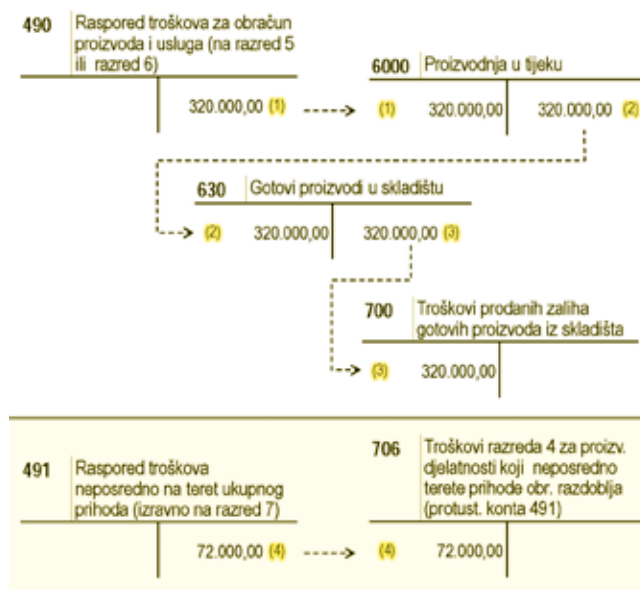 490 Raspored troškova za obračun
proizvoda i usluga (na razred 5
ili razred 6)
320.000,00 (1)
6000 Proizvodnja u tijeku
(1) 320.000,00 320.000,00 (2)
630 Gotovi proizvodi u skladištu
(2) 320.000,00 320.000,00 (3)
700 Troškovi prodanih zaliha
gotovih proizvoda iz skladišta
(3) 320.000,00
491 Raspored troškova
neposredno na teret ukupnog
prihoda (izravno na razred 7)
72.000,00 (4)
706 Troškovi razreda 4 za proizv.
djelatnosti koji neposredno
terete prihode obr. razdoblja
(protust. konta 491)
(4) 72.000,00